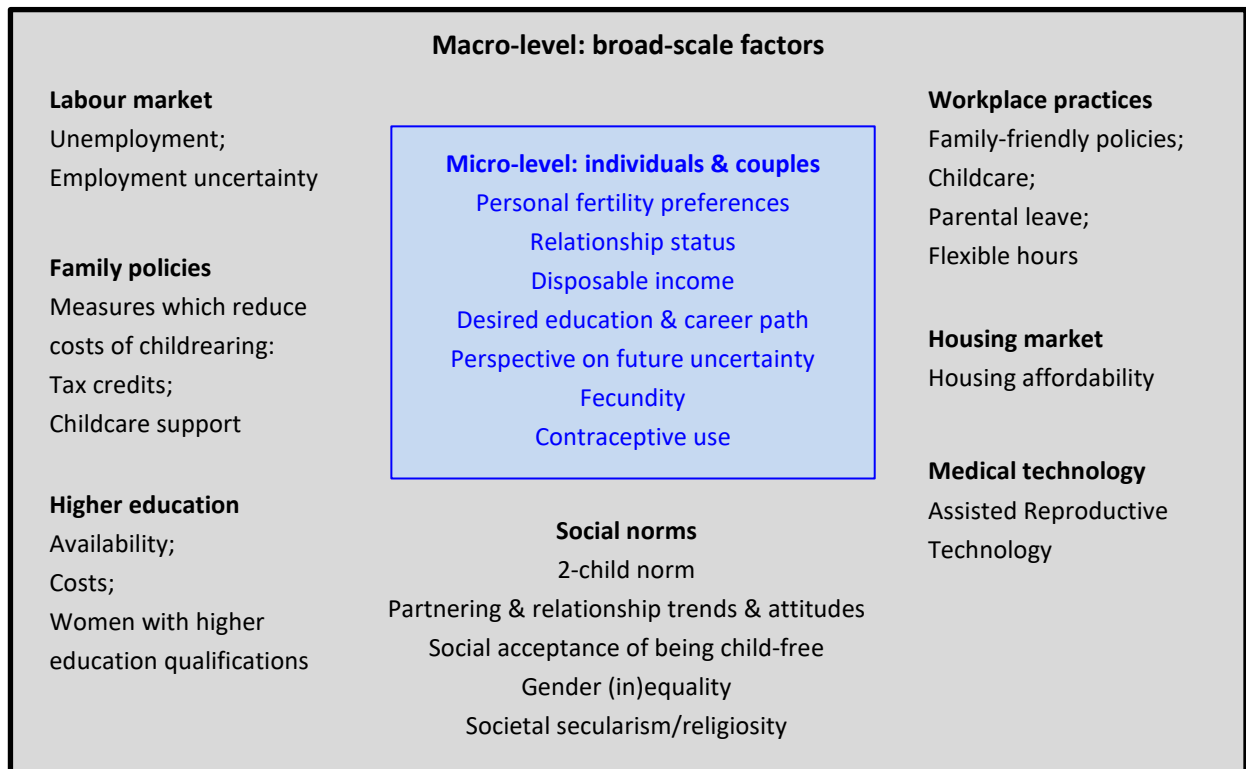 Macro-level: broad-scale factors
Labour market
Unemployment;
Employment uncertainty
Family policies
Measures which reduce
costs of childrearing:
Tax credits;
Childcare support
Higher education
Availability;
Costs;
Women with higher
education qualifications
Micro-level: individuals & couples
Personal fertility preferences
Relationship status
Disposable income
Desired education & career path
Perspective on future uncertainty
Fecundity
Contraceptive use
Social norms
2-child norm
Partnering & relationship trends & attitudes
Social acceptance of being child-free
Gender (in)equality
Societal secularism/religiosity
Workplace practices
Family-friendly policies;
Childcare;
Parental leave;
Flexible hours
Housing market
Housing affordability
Medical technology
Assisted Reproductive
Technology